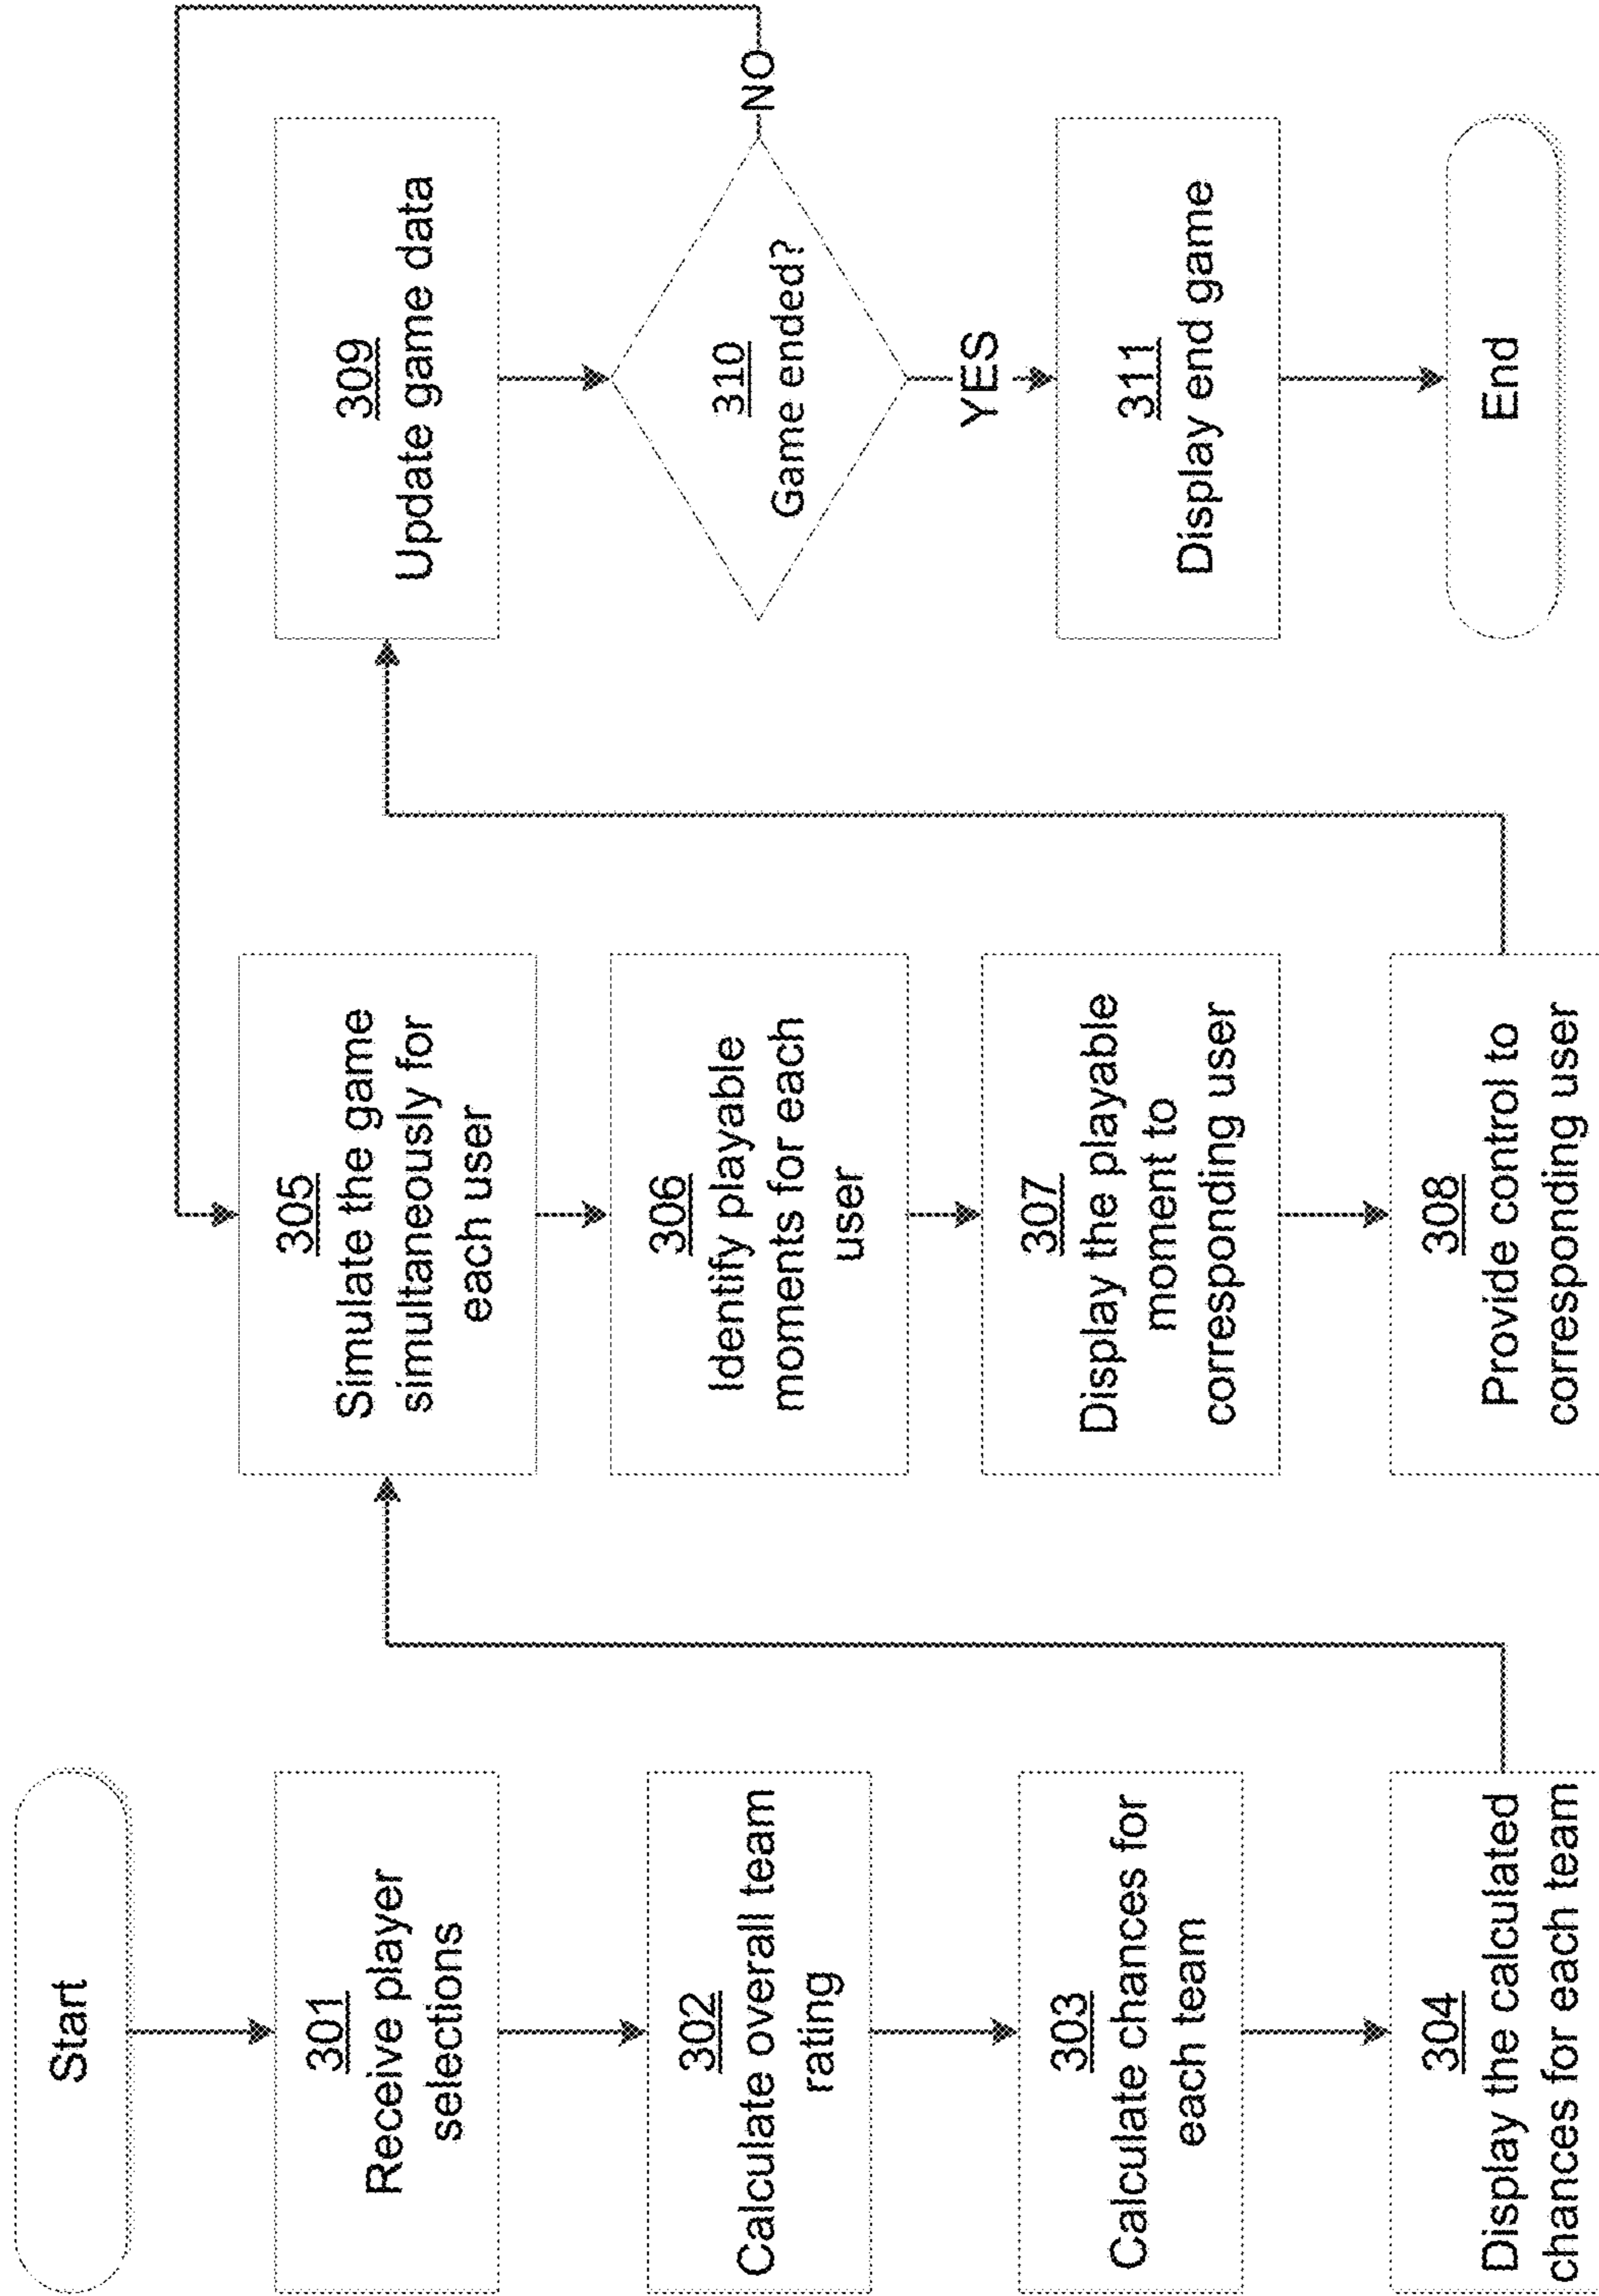 Start
301
Receive player
selections
302
Calculate overall team
rating
303
Calculate chances for
each team
304
Display the calculated
chances for each team
305
Simulate the game
simultaneously for
each user
306
Identify playable
moments for each
user
307
Display the playable
moment to
corresponding user
308
Provide control to
corresponding user
309
Update game data
310
Game ended?
NO
YES
311
Display end game
End